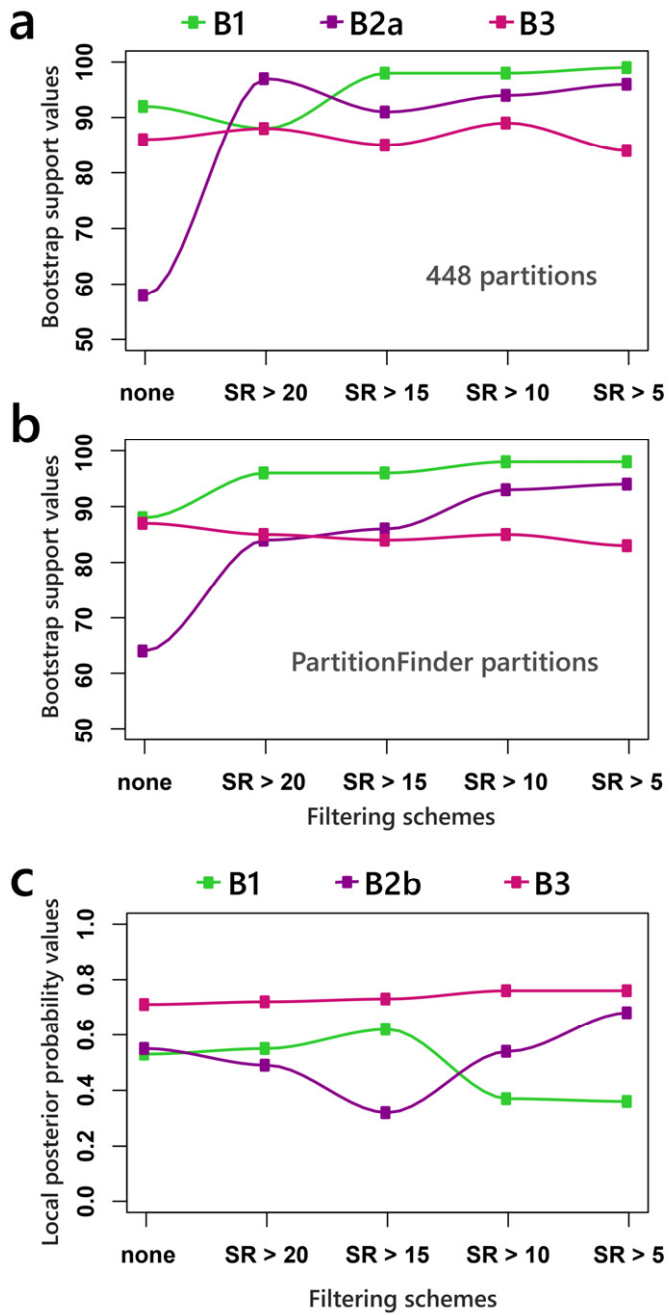 a
B1 B2a B3
Bootstrap support values
100
90
80
70
60
50
448 partitions
none SR > 20 SR > 15 SR > 10 SR > 5
b
Bootstrap support values
100
90
80
70
60
50
PartitionFinder partitions
none SR > 20 SR > 15 SR > 10 SR > 5
Filtering schemes
c
B1 B2b B3
Local posterior probability values
1.0
0.8
0.6
0.4
0.2
0.0
none SR > 20 SR > 15 SR > 10 SR > 5
Filtering schemes